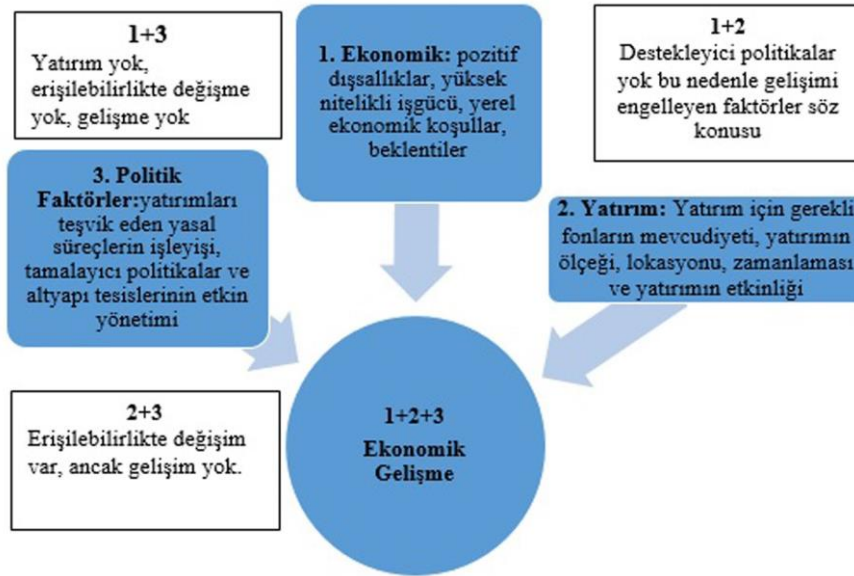 1+3
Yatırım yok,
erişilebilirlikte değişme
yok, gelişme yok
1. Ekonomik: pozitif
dışsallıklar, yüksek
nitelikli işgücü, yerel
ekonomik koşullar,
beklentiler
1+2
Destekleyici politikalar
yok bu nedenle gelişimi
engelleyen faktörler söz
konusu
3. Politik
Faktörler:yatırımları
teşvik eden yasal
süreçlerin işleyişi,
tamalayıcı politikalar ve
altyapı tesislerinin etkin
yönetimi
2. Yatırım: Yatırım için gerekli
fonların mevcudiyeti, yatırımın
ölçeği, lokasyonu, zamanlaması
ve yatırımın etkinliği
2+3
Erişilebilirlikte değişim
var, ancak gelişim yok.
1+2+3
Ekonomik
Gelişme